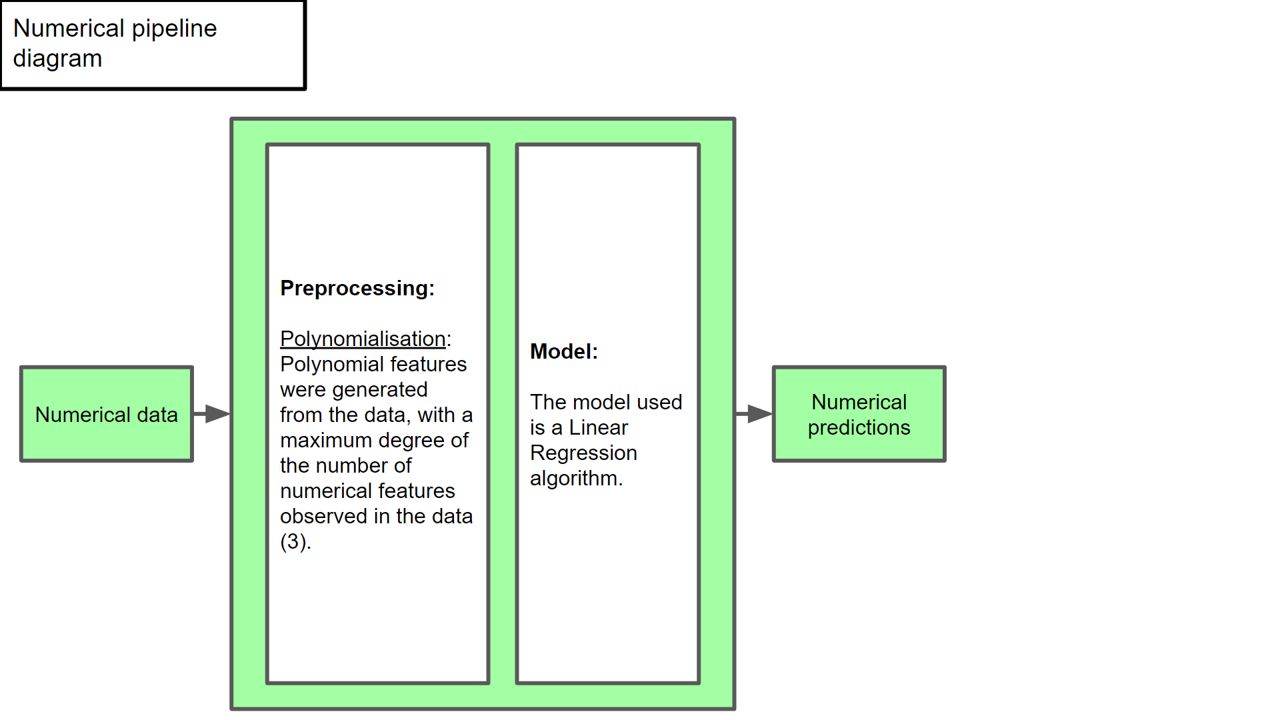 Numerical pipeline
diagram
Numerical data
Preprocessing:
Polynomialisation:
Polynomial features
were generated
from the data, with a
maximum degree of
the number of
numerical features
observed in the data
(3).
Model:
The model used
is a Linear
Regression
algorithm.
Numerical
predictions